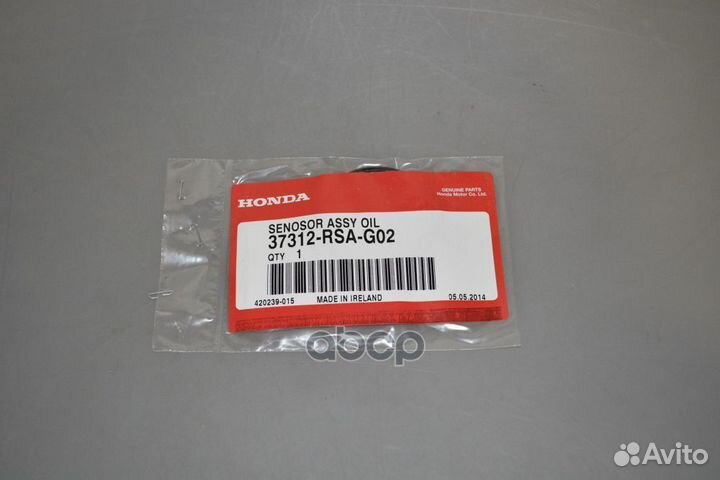 HONDA
GENUINE PARTS
Honda Motor Co., Ltd.
SENOSOR ASSY OIL
37312-RSA-G02
QTY 1
420239-015 MADE IN IRELAND 05.05.2014
abcp
Avito